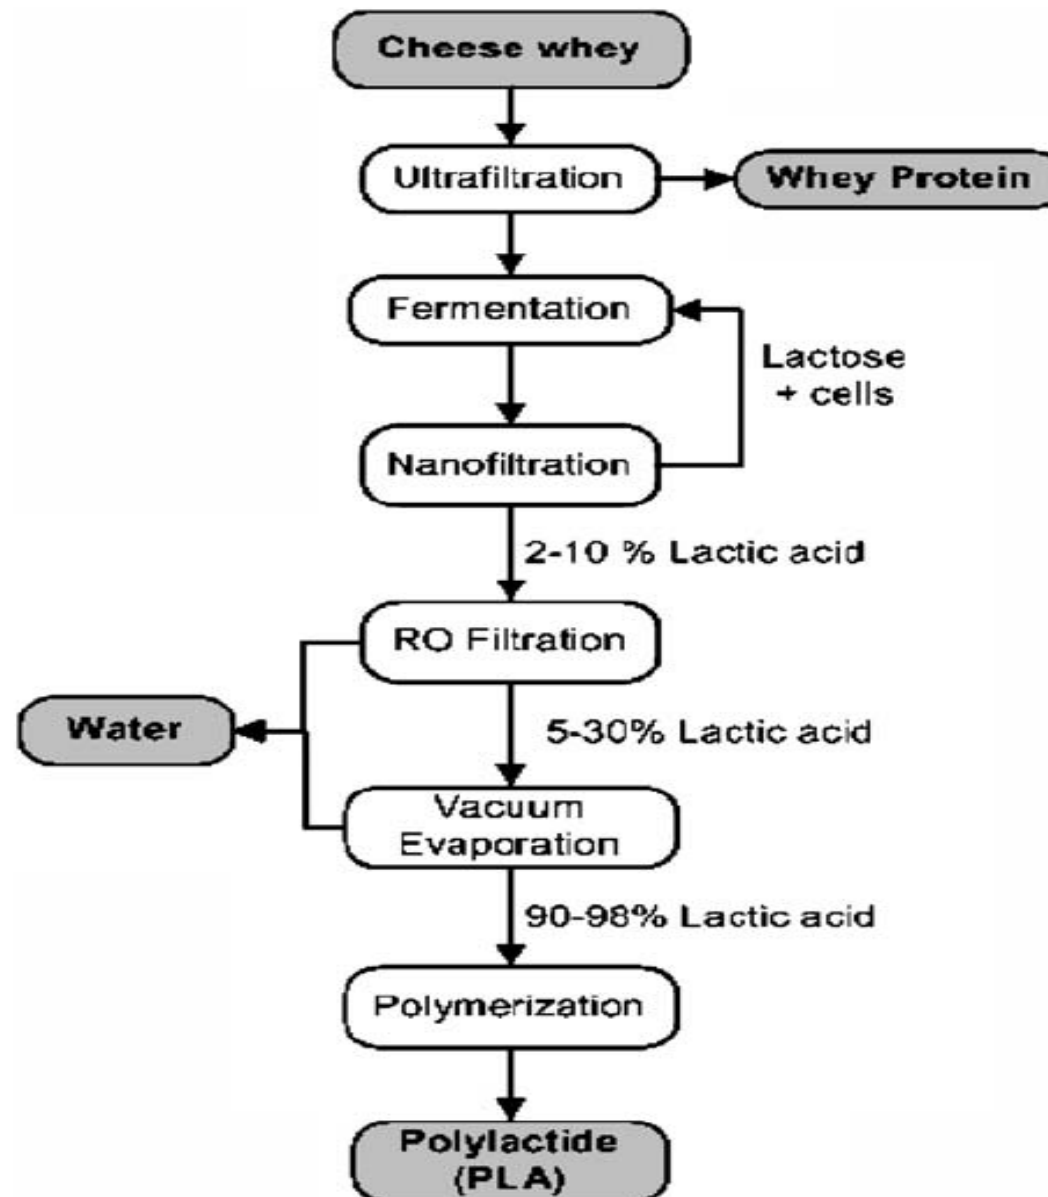 Cheese whey
Ultrafiltration
Whey Protein
Fermentation
Lactose
+ cells
Nanofiltration
2-10 % Lactic acid
RO Filtration
Water
5-30% Lactic acid
Vacuum
Evaporation
90-98% Lactic acid
Polymerization
Polylactide
(PLA)